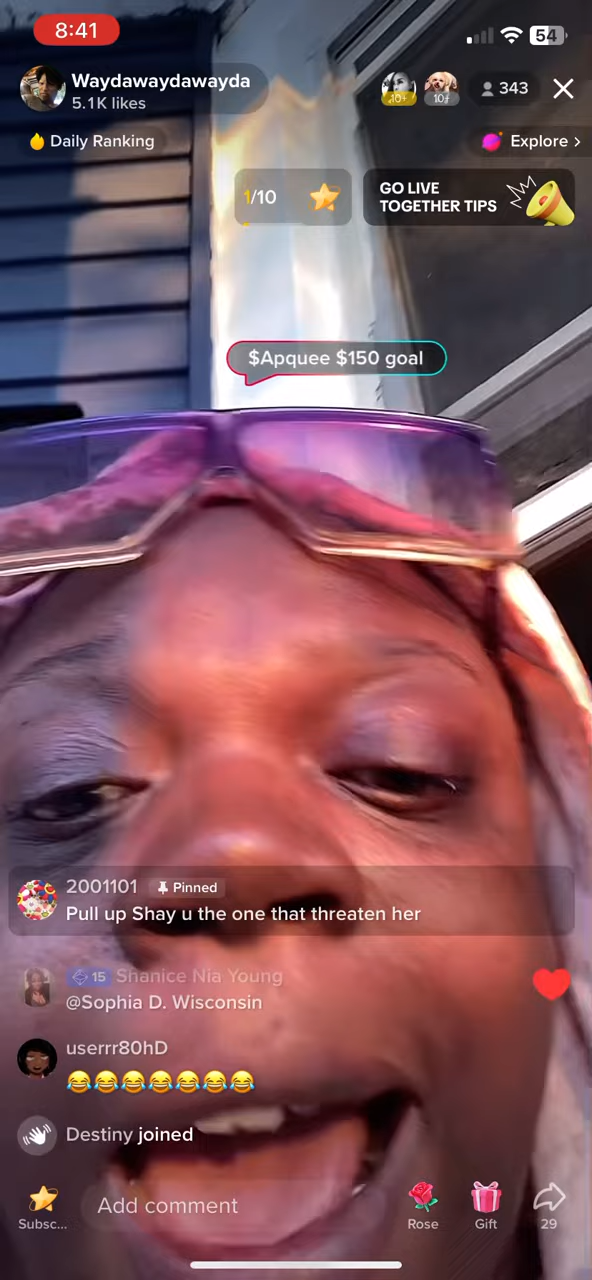 8:41
54
Waydawaydawayda
5.1K likes
10+
343
Daily Ranking
Explore >
1/10
GO LIVE
TOGETHER TIPS
$Apquee $150 goal
2001101 Pinned
Pull up Shay u the one that threaten her
15 Shanice Nia Young
@Sophia D. Wisconsin
userrr80hD
😂😂😂😂😂😂😂
Destiny joined
Add comment
Subsc...
Rose
Gift
29